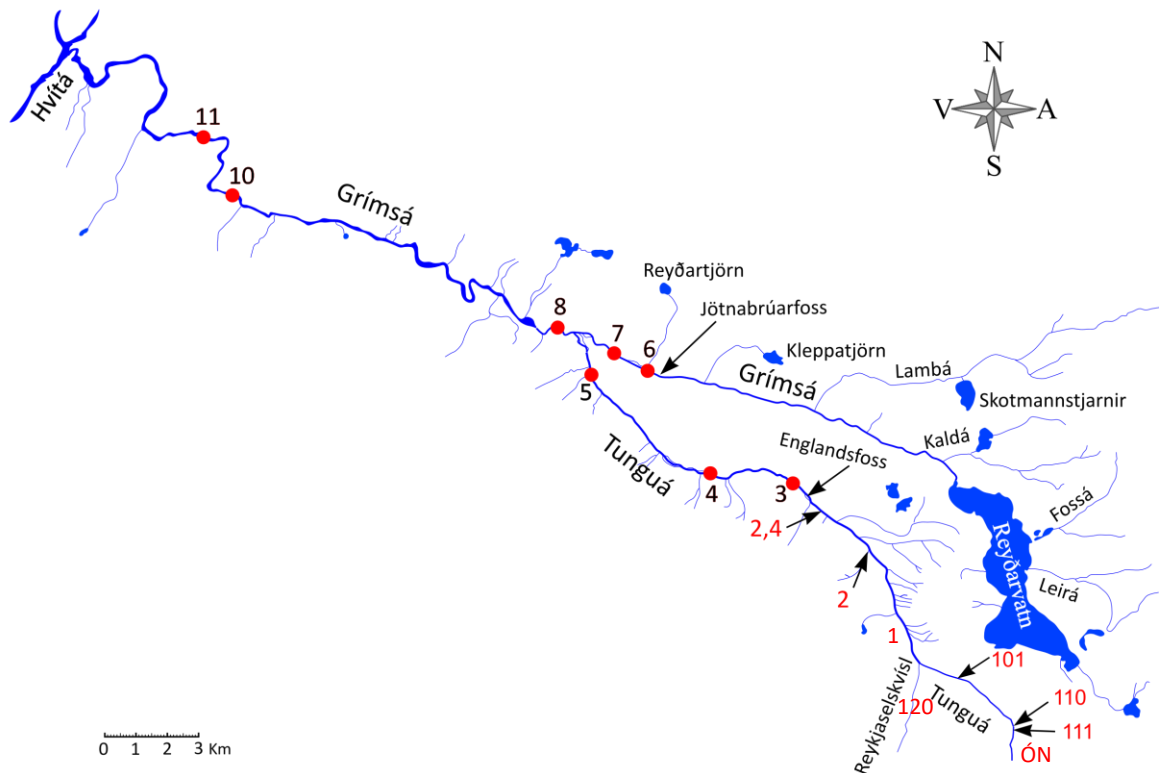 N
V
A
S
Hvítá
11
10
Grímsá
Reyðartjörn
8
Jötnabrúarfoss
7
6
Kleppatjörn
5
Grímsá
Lambá
Skotmannstjarnir
Tunguá
Englandsfoss
Kaldá
4
3
2,4
Fossá
Reyðarvatn
2
Leirá
1
101
Reykjaselskvísl
120
Tunguá
110
111
ÓN
0 1 2 3 Km